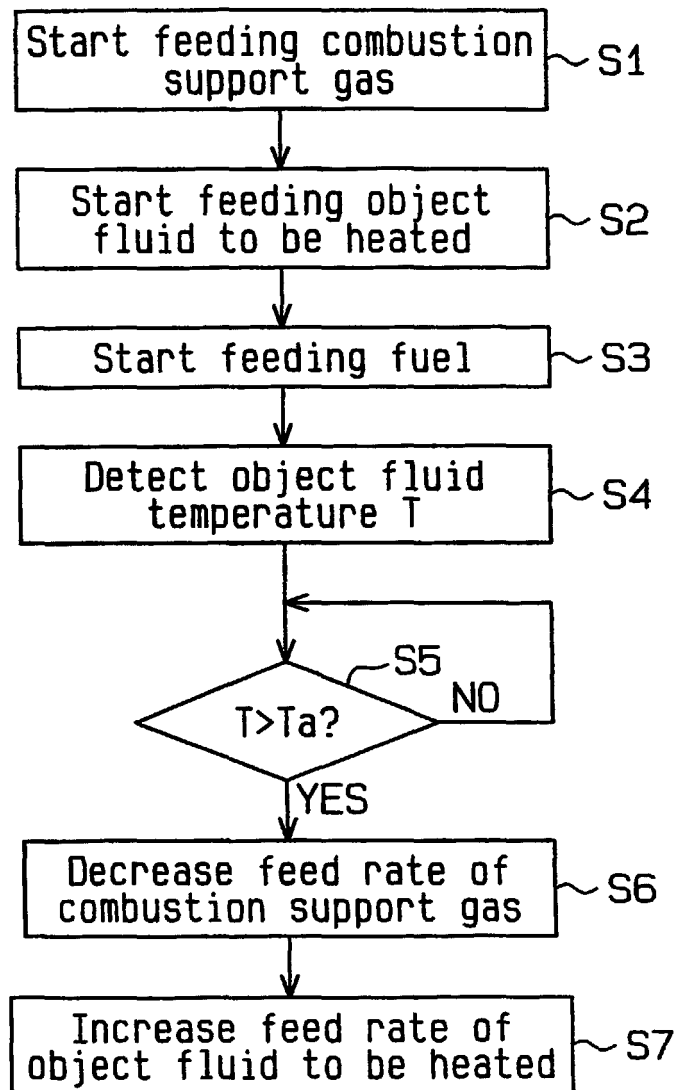 Start feeding combustion
support gas
S1
Start feeding object
fluid to be heated
S2
Start feeding fuel
S3
Detect object fluid
temperature T
S4
S5
T>Ta?
NO
YES
Decrease feed rate of
combustion support gas
S6
Increase feed rate of
object fluid to be heated
S7